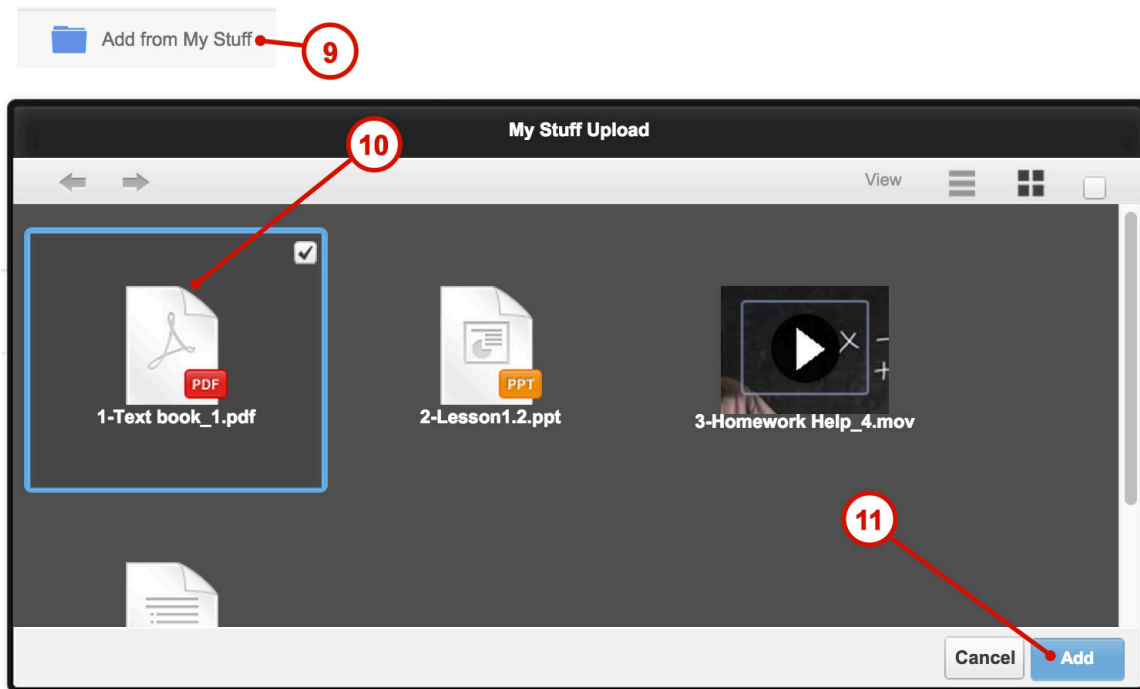 Add from My Stuff
9
My Stuff Upload
10
View
PDF
1-Text book_1.pdf
PPT
2-Lesson1.2.ppt
3-Homework Help_4.mov
11
Cancel
Add